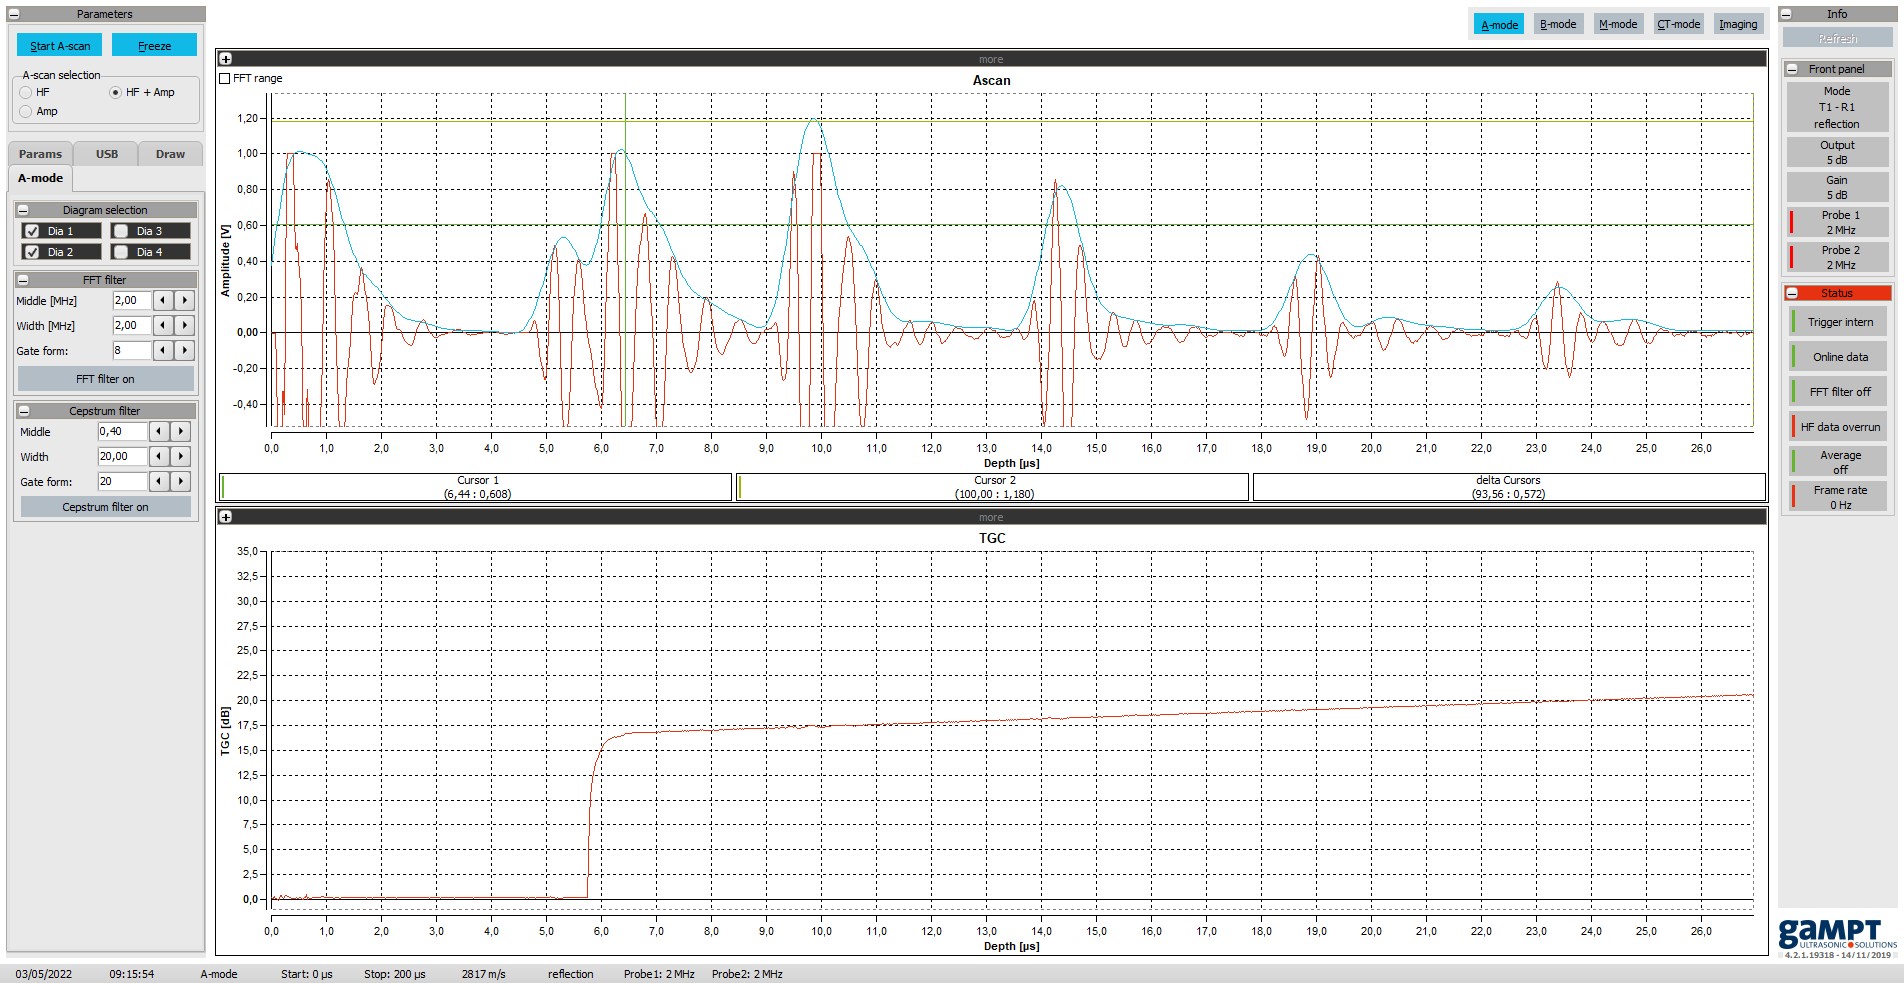 Parameters
Start A-scan Freeze
A-scan selection
HF HF + Amp
Amp
Params USB Draw
A-mode
Diagram selection
Dia 1 Dia 3
Dia 2 Dia 4
FFT filter
Middle [MHz] 2,00
Width [MHz] 2,00
Gate form: 8
FFT filter on
Cepstrum filter
Middle 0,40
Width 20,00
Gate form: 20
Cepstrum filter on
A-mode B-mode M-mode CT-mode Imaging
more
FFT range
Ascan
Amplitude [V]
1,20
1,00
0,80
0,60
0,40
0,20
0,00
-0,20
-0,40
0,0 1,0 2,0 3,0 4,0 5,0 6,0 7,0 8,0 9,0 10,0 11,0 12,0 13,0 14,0 15,0 16,0 17,0 18,0 19,0 20,0 21,0 22,0 23,0 24,0 25,0 26,0
Depth [µs]
Cursor 1
(6,44 : 0,608)
Cursor 2
(100,00 : 1,180)
delta Cursors
(93,56 : 0,572)
more
TGC
TGC [dB]
35,0
32,5
30,0
27,5
25,0
22,5
20,0
17,5
15,0
12,5
10,0
7,5
5,0
2,5
0,0
0,0 1,0 2,0 3,0 4,0 5,0 6,0 7,0 8,0 9,0 10,0 11,0 12,0 13,0 14,0 15,0 16,0 17,0 18,0 19,0 20,0 21,0 22,0 23,0 24,0 25,0 26,0
Depth [µs]
Info
Refresh
Front panel
Mode
T1 - R1
reflection
Output
5 dB
Gain
5 dB
Probe 1
2 MHz
Probe 2
2 MHz
Status
Trigger intern
Online data
FFT filter off
HF data overrun
Average
off
Frame rate
0 Hz
gaMPT
ULTRASONIC SOLUTIONS
4.2.1.19318 - 14/11/2019
03/05/2022 09:15:54 A-mode Start: 0 µs Stop: 200 µs 2817 m/s reflection Probe1: 2 MHz Probe2: 2 MHz